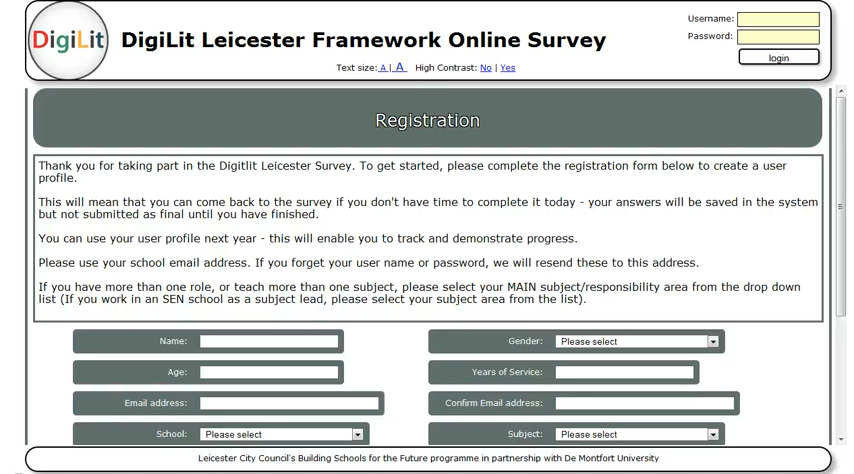 DigiLit
DigiLit Leicester Framework Online Survey
Username:
Password:
login
Text size: A | A High Contrast: No | Yes
Registration
Thank you for taking part in the Digitlit Leicester Survey. To get started, please complete the registration form below to create a user
profile.
This will mean that you can come back to the survey if you don't have time to complete it today - your answers will be saved in the system
but not submitted as final until you have finished.
You can use your user profile next year - this will enable you to track and demonstrate progress.
Please use your school email address. If you forget your user name or password, we will resend these to this address.
If you have more than one role, or teach more than one subject, please select your MAIN subject/responsibility area from the drop down
list (If you work in an SEN school as a subject lead, please select your subject area from the list).
Name:
Gender: Please select
Age:
Years of Service:
Email address:
Confirm Email address:
School: Please select
Subject: Please select
Leicester City Council's Building Schools for the Future programme in partnership with De Montfort University